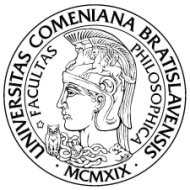 UNIVERSITAS COMENIANA BRATISLAVENSIS
FACULTAS PHILOSOPHICA
· MCMXIX ·